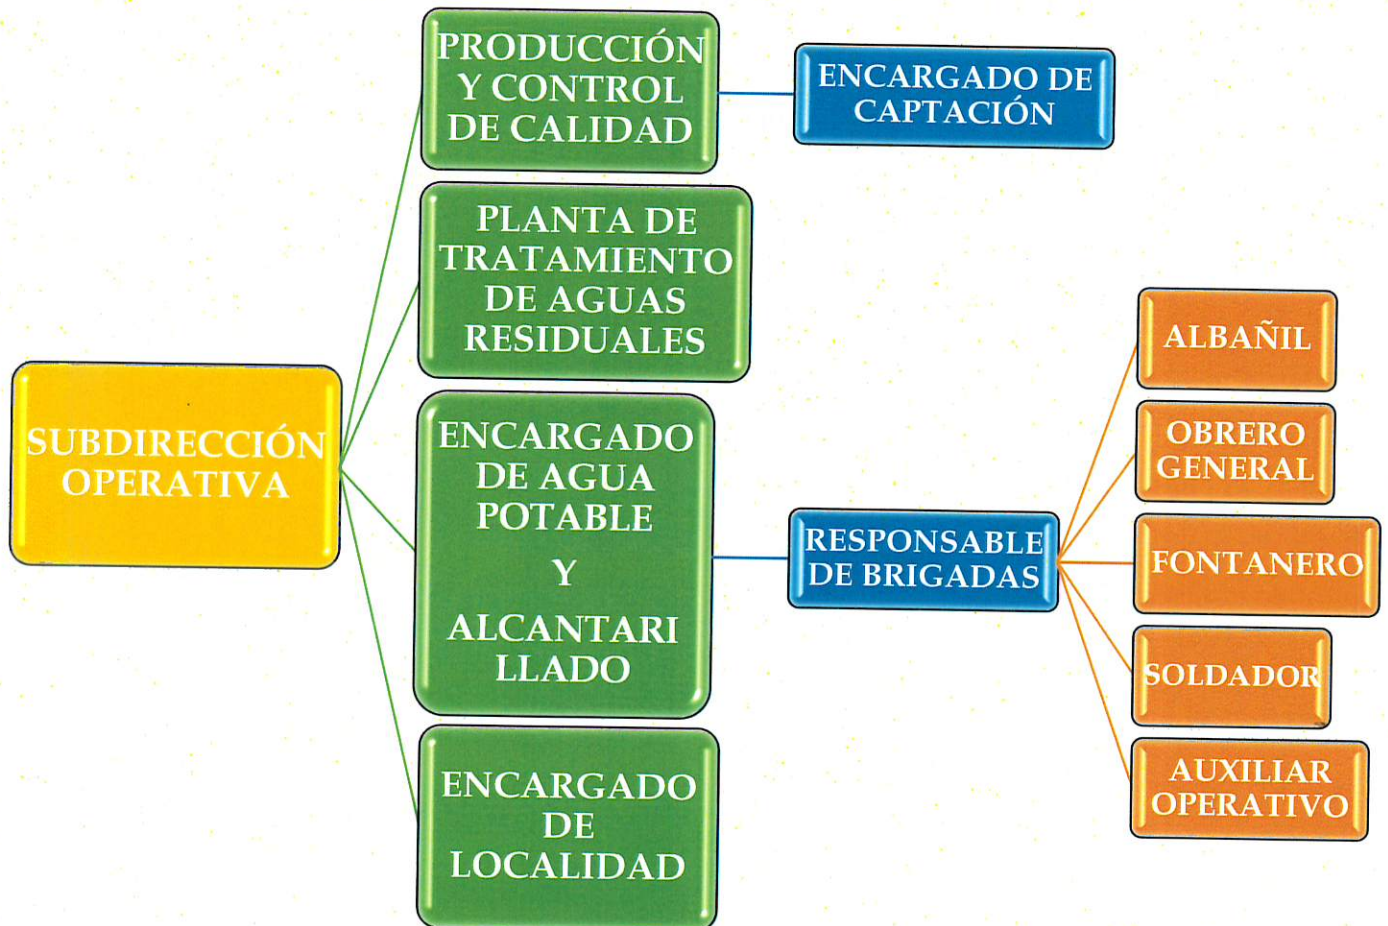 PRODUCCIÓN
Y CONTROL
DE CALIDAD
ENCARGADO DE
CAPTACIÓN
PLANTA DE
TRATAMIENTO
DE AGUAS
RESIDUALES
SUBDIRECCIÓN
OPERATIVA
ENCARGADO
DE AGUA
POTABLE
Y
ALCANTARI
LLADO
RESPONSABLE
DE BRIGADAS
ALBAÑIL
OBRERO
GENERAL
FONTANERO
SOLDADOR
AUXILIAR
OPERATIVO
ENCARGADO
DE
LOCALIDAD